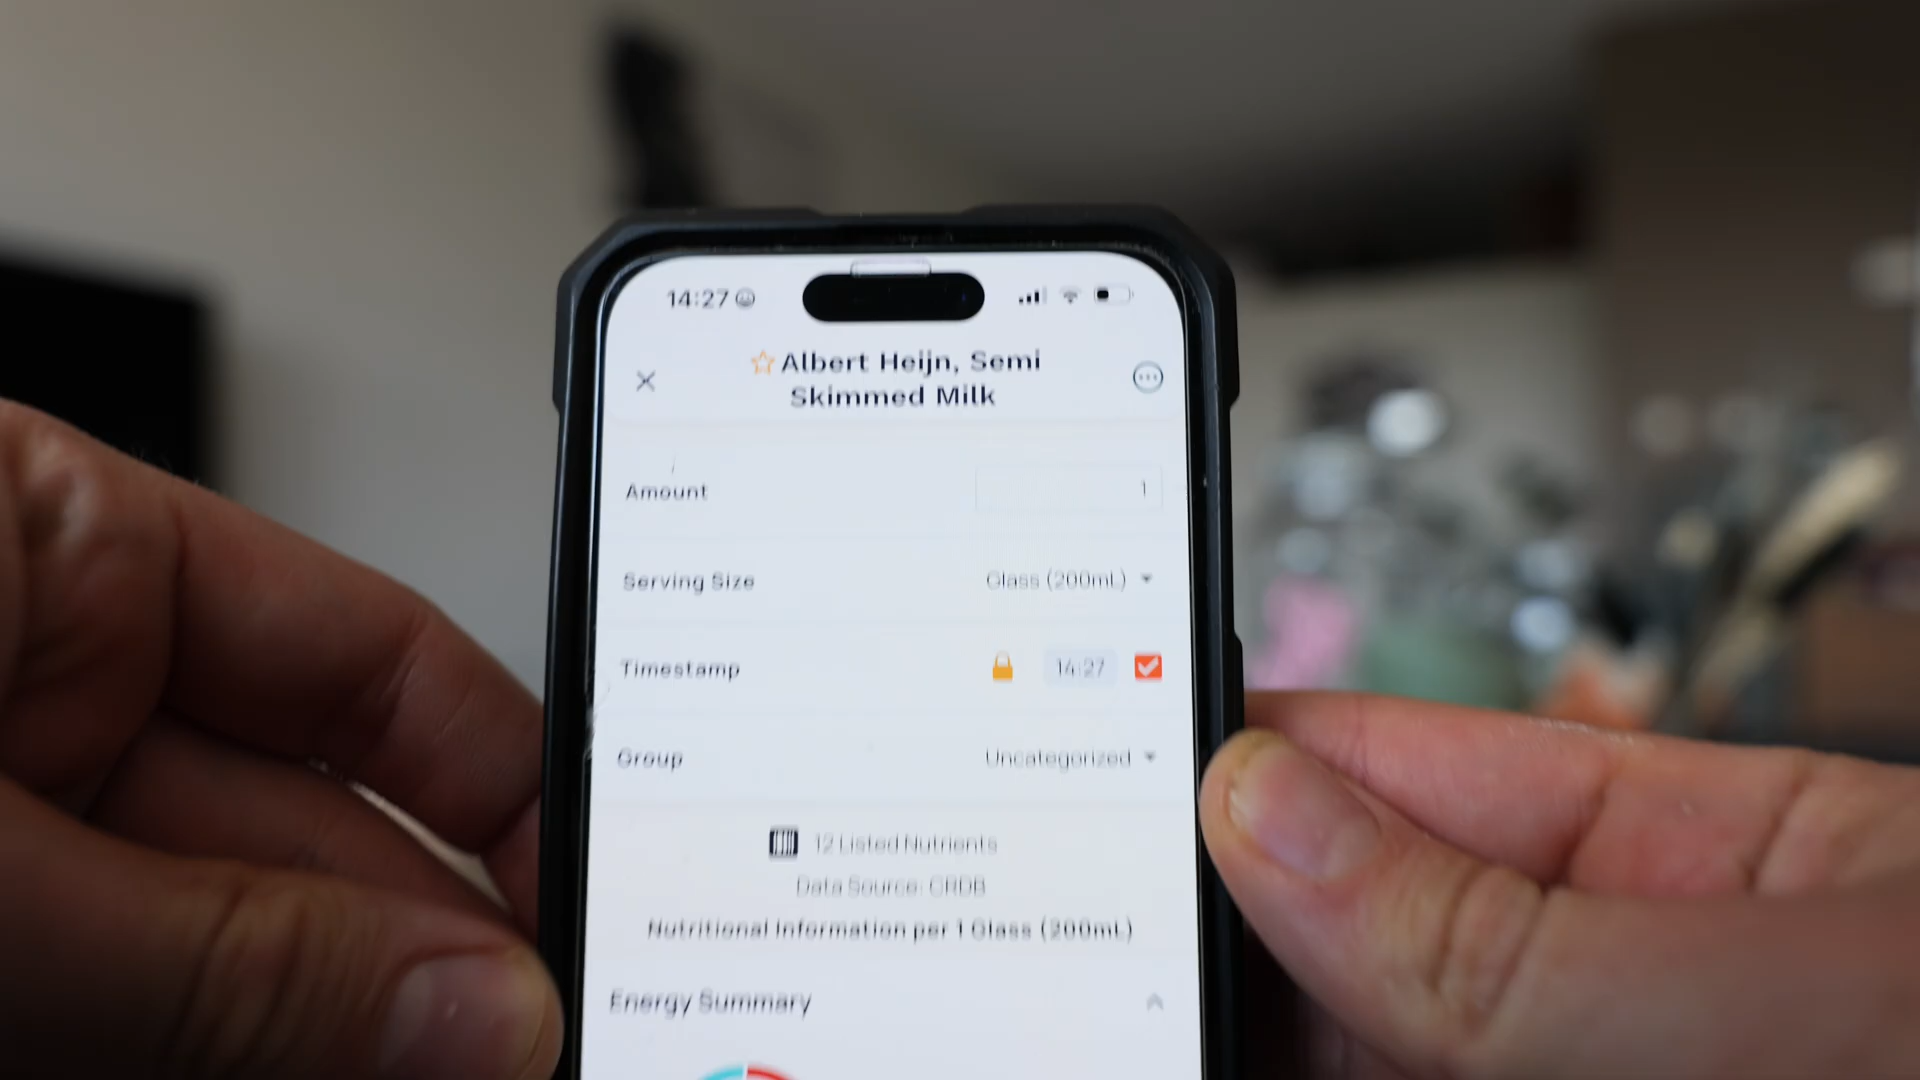 14:27
Albert Heijn, Semi
Skimmed Milk
Amount 1
Serving Size Glass (200mL)
Timestamp 14:27
Group Uncategorized
12 Listed Nutrients
Data Source: CRDB
Nutritional Information per 1 Glass (200mL)
Energy Summary